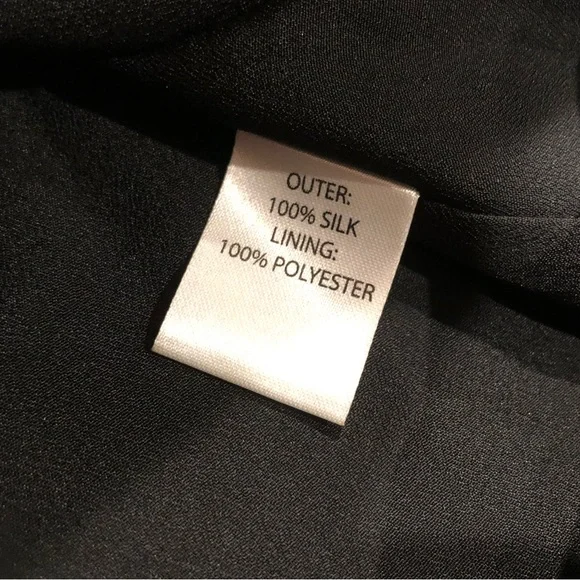 OUTER:
100% SILK
LINING:
100% POLYESTER